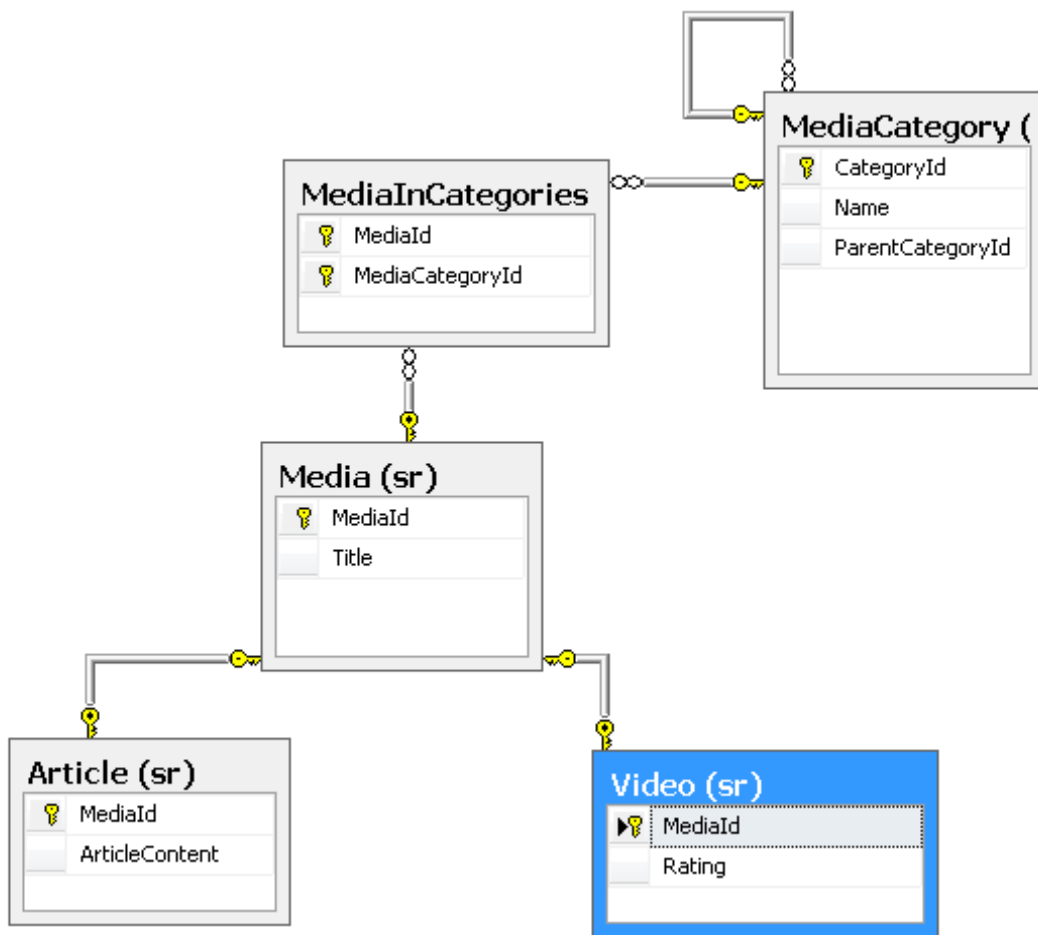 MediaCategory (
CategoryId
Name
ParentCategoryId
MediaInCategories
MediaId
MediaCategoryId
Media (sr)
MediaId
Title
Article (sr)
MediaId
ArticleContent
Video (sr)
MediaId
Rating